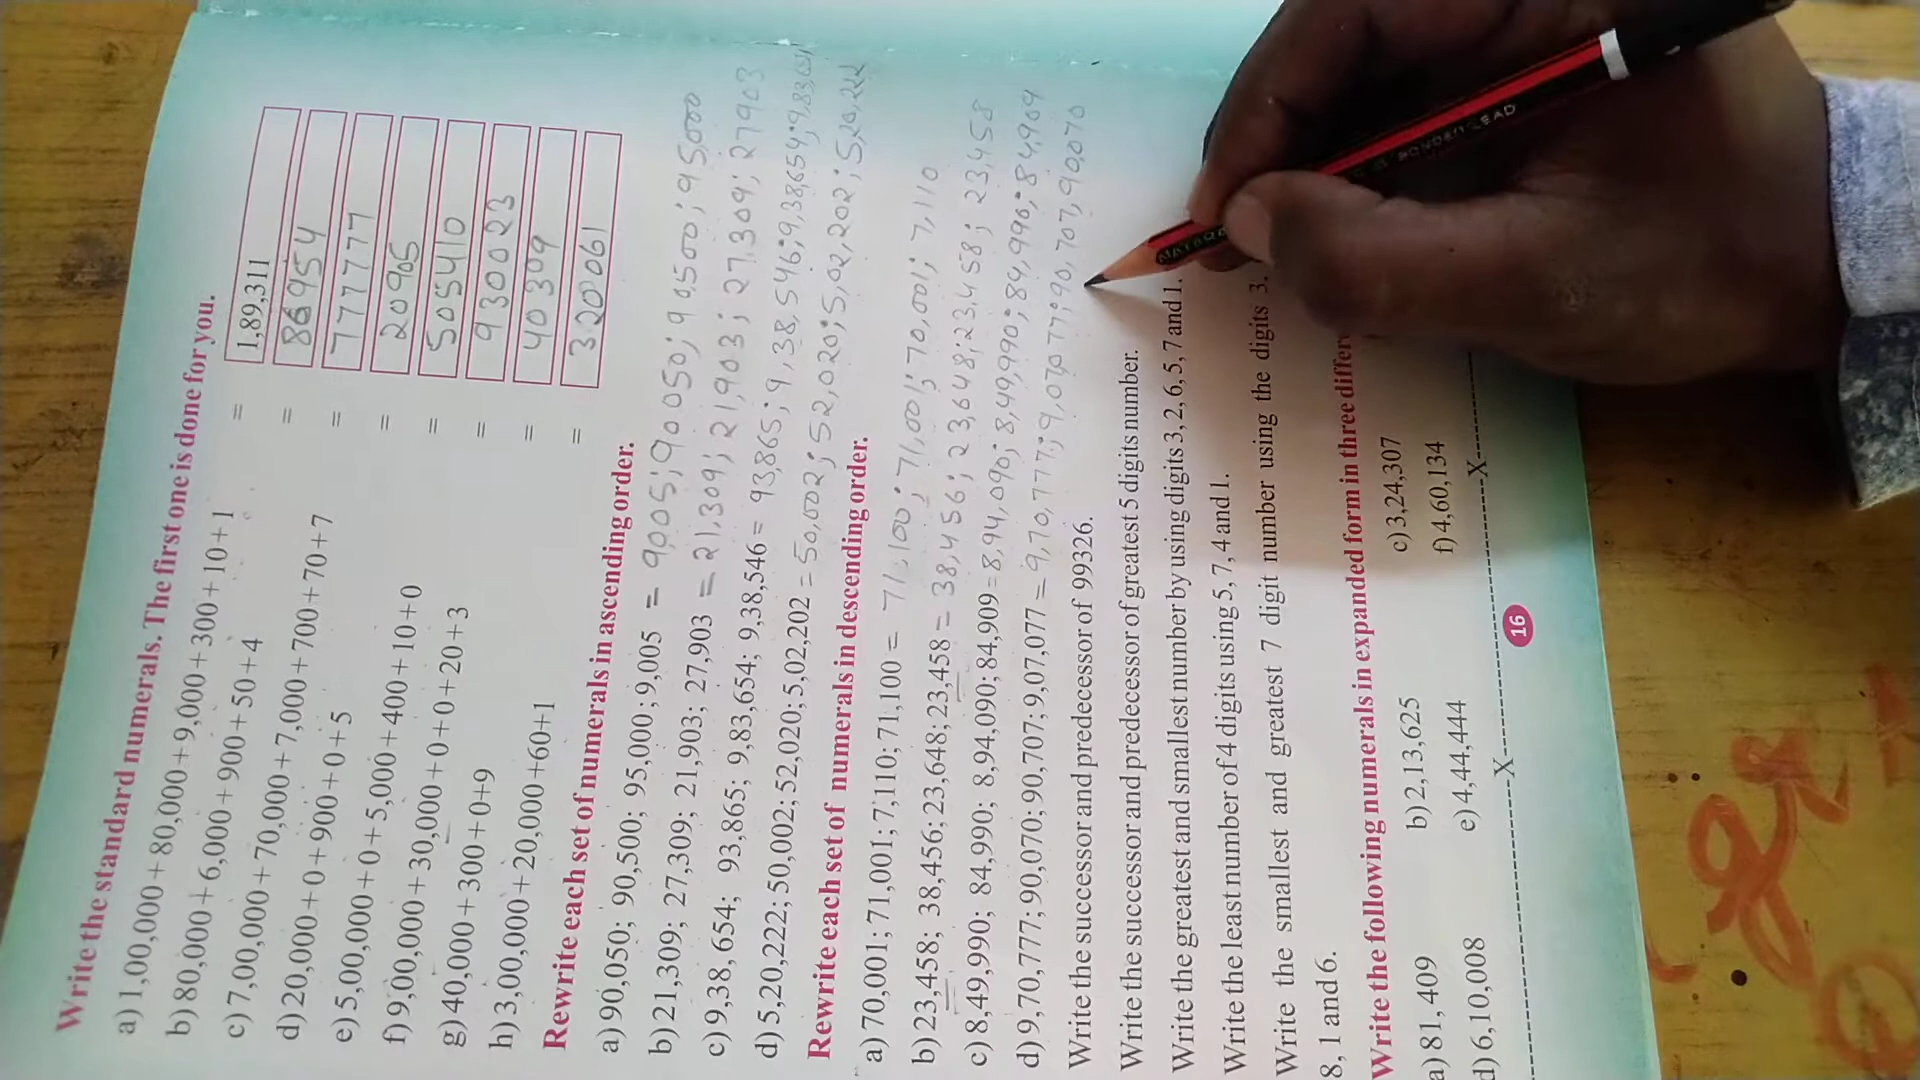 Write the standard numerals. The first one is done for you.
a) 1,00,000+80,000+9,000+300+10+1 = 1,89,311
b) 80,000+6,000+900+50+4 = 86954
c) 7,00,000+70,000+7,000+700+70+7 = 777777
d) 20,000+0+900+0+5 = 20905
e) 5,00,000+0+5,000+400+10+0 = 505410
f) 9,00,000+30,000+0+0+20+3 = 930023
g) 40,000+300+0+9 = 40309
h) 3,00,000+20,000+60+1 = 320061
Rewrite each set of numerals in ascending order.
a) 90,050; 90,500; 95,000; 9,005 = 9,005; 90050; 90,500; 95,000
b) 21,309; 27,309; 21,903; 27,903 = 21,309; 21,903; 27,309; 27903
c) 9,38,654; 93,865; 9,83,654; 9,38,546 = 93,865; 9,38,546; 9,38,654; 9,83,654
d) 5,20,222; 50,002; 52,020; 5,02,202 = 50,002; 52,020; 5,02,202; 5,20,222
Rewrite each set of numerals in descending order.
a) 70,001; 71,001; 7,110; 71,100 = 71,100; 71,001; 70,001; 7,110
b) 23,458; 38,456; 23,648; 23,458 = 38,456; 23,648; 23,458; 23,458
c) 8,49,990; 84,990; 8,94,090; 84,909 = 8,94,090; 8,49,990; 84,990; 84,909
d) 9,70,777; 90,070; 90,707; 9,07,077 = 9,70,777; 9,07,077; 90,707, 90,070
Write the successor and predecessor of 99326.
Write the successor and predecessor of greatest 5 digits number.
Write the greatest and smallest number by using digits 3, 2, 6, 5, 7 and 1.
Write the least number of 4 digits using 5, 7, 4 and 1.
Write the smallest and greatest 7 digit number using the digits 3,
8, 1 and 6.
Write the following numerals in expanded form in three
a) 81, 409 b) 2,13,625 c) 3,24,307
d) 6,10,008 e) 4,44,444 f) 4,60,134
X X
16